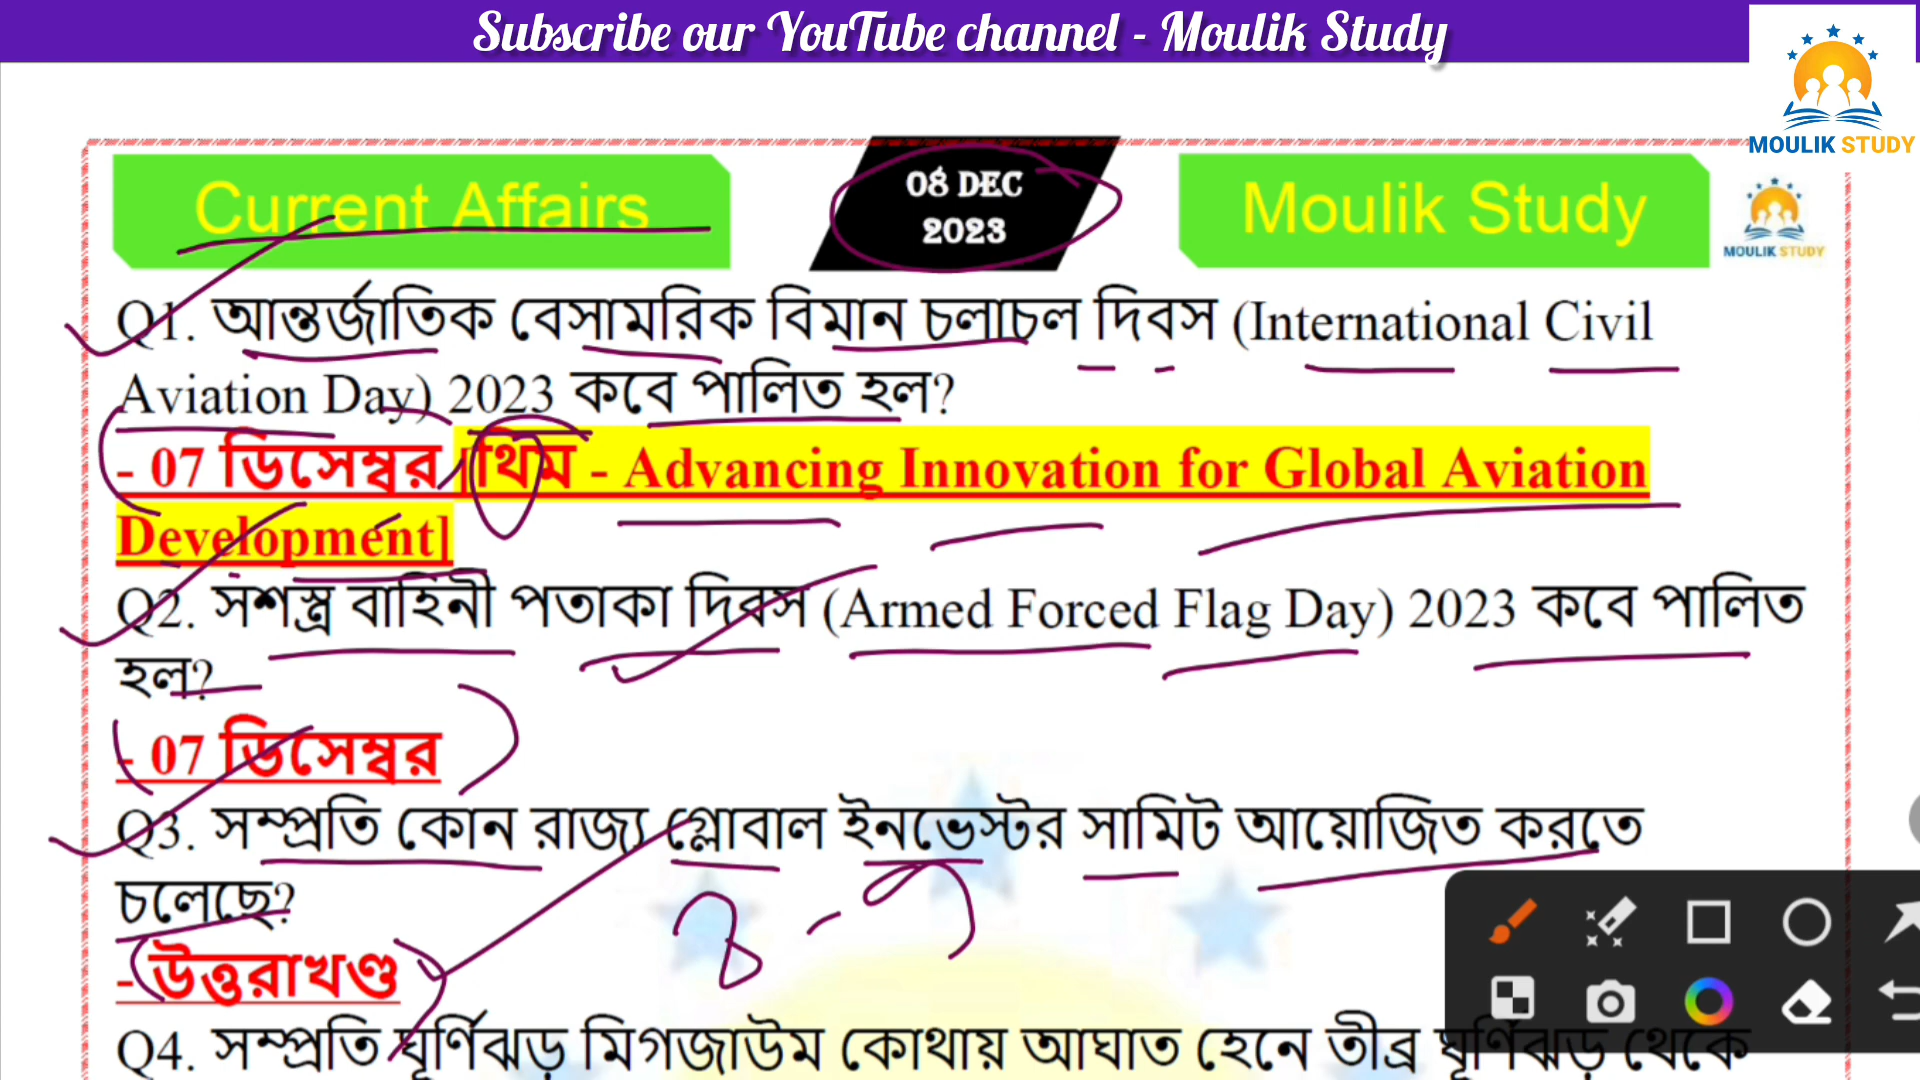 Subscribe our YouTube channel - Moulik Study
MOULIK STUDY
Current Affairs
08 DEC
2023
Moulik Study
MOULIK STUDY
Q1. আন্তর্জাতিক বেসামরিক বিমান চলাচল দিবস (International Civil
Aviation Day) 2023 কবে পালিত হল?
- 07 ডিসেম্বর [থিম - Advancing Innovation for Global Aviation
Development]
Q2. সশস্ত্র বাহিনী পতাকা দিবস (Armed Forced Flag Day) 2023 কবে পালিত
হল?
- 07 ডিসেম্বর
Q3. সম্প্রতি কোন রাজ্য গ্লোবাল ইনভেস্টর সামিট আয়োজিত করতে
চলেছে?
৪ - ৯
- উত্তরাখণ্ড
Q4. সম্প্রতি ঘূর্ণিঝড় মিগজাউম কোথায় আঘাত হেনে তীব্র ঘূর্ণিঝড় থেকে